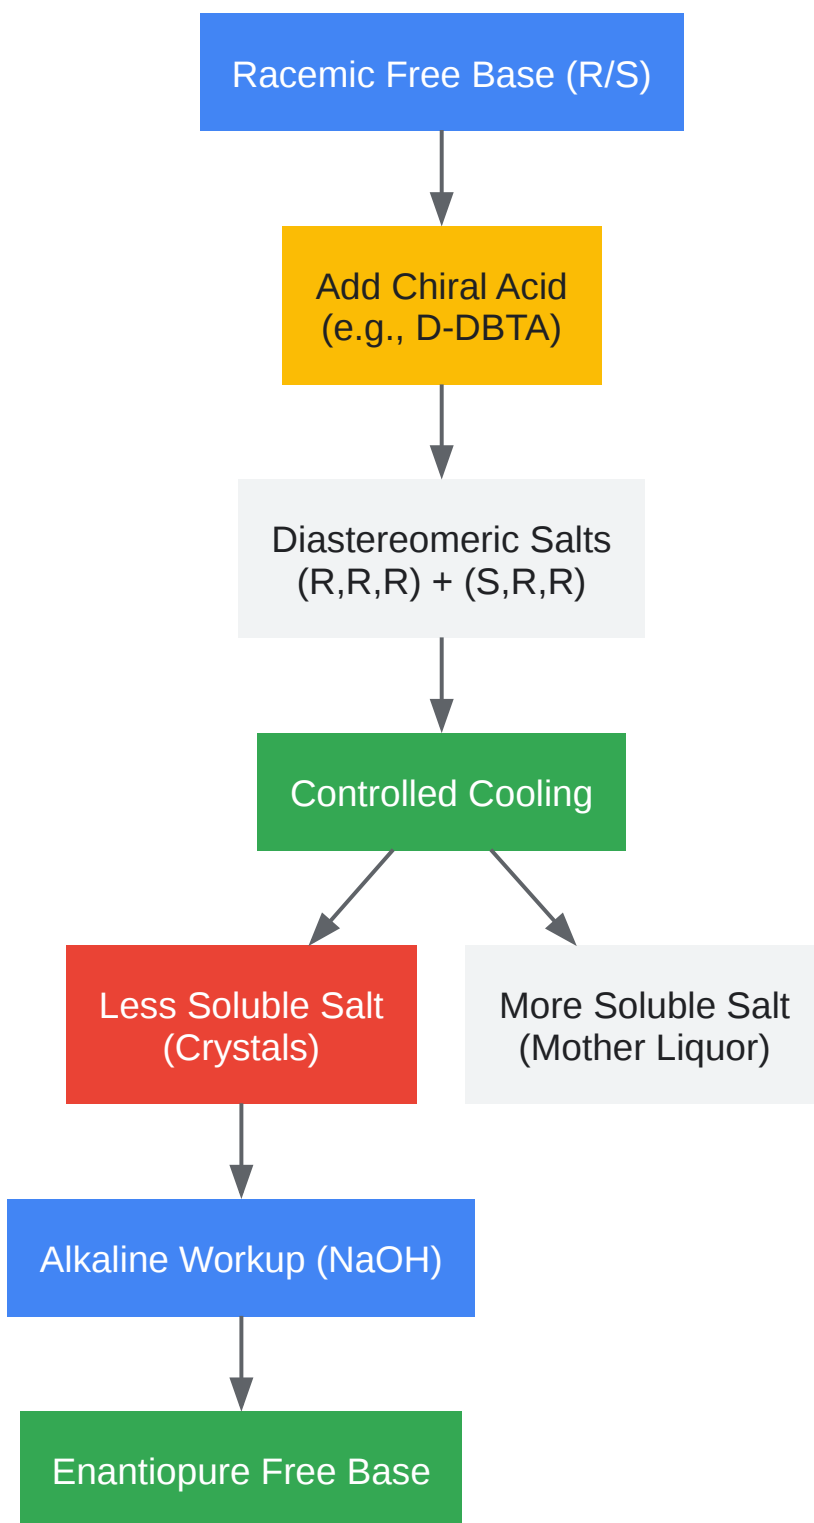 Racemic Free Base (R/S)
Add Chiral Acid
(e.g., D-DBTA)
Diastereomeric Salts
(R,R,R) + (S,R,R)
Controlled Cooling
Less Soluble Salt
(Crystals)
More Soluble Salt
(Mother Liquor)
Alkaline Workup (NaOH)
Enantiopure Free Base